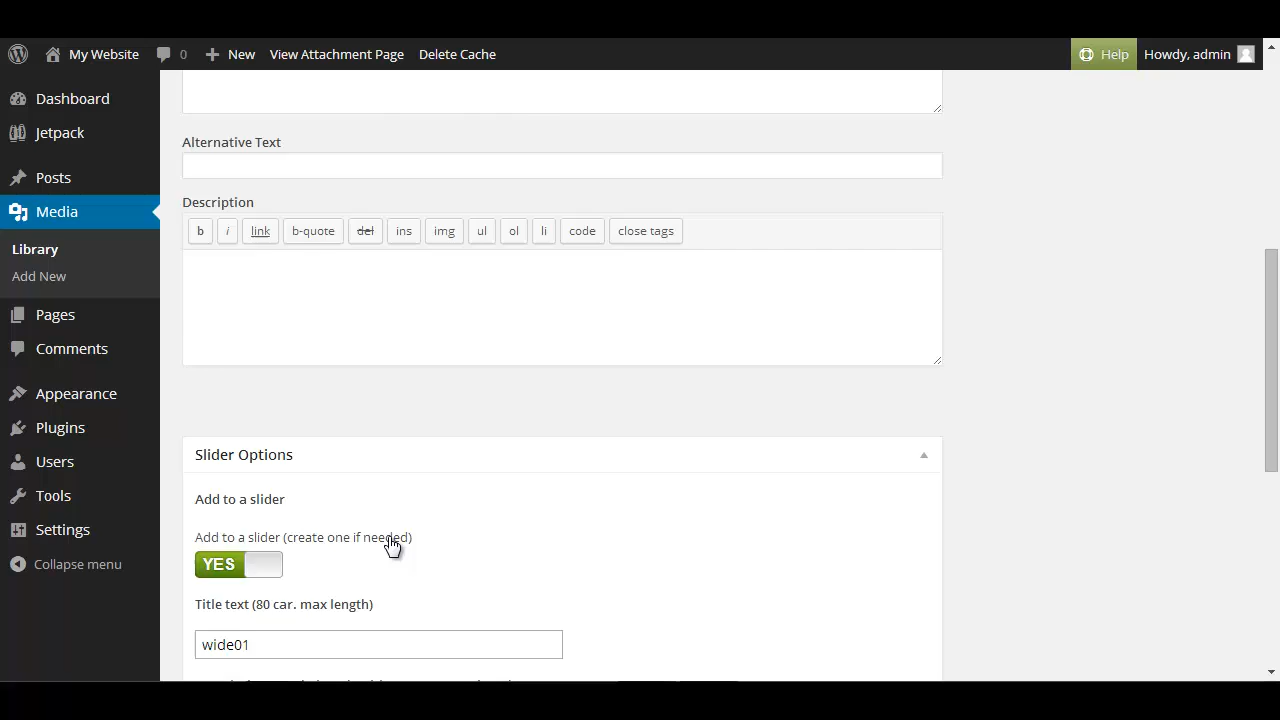 My Website 0 New View Attachment Page Delete Cache Help Howdy, admin
Dashboard
Jetpack
Posts
Media
Library
Add New
Pages
Comments
Appearance
Plugins
Users
Tools
Settings
Collapse menu
Alternative Text
Description
b i link b-quote del ins img ul ol li code close tags
Slider Options
Add to a slider
Add to a slider (create one if needed)
YES
Title text (80 car. max length)
wide01